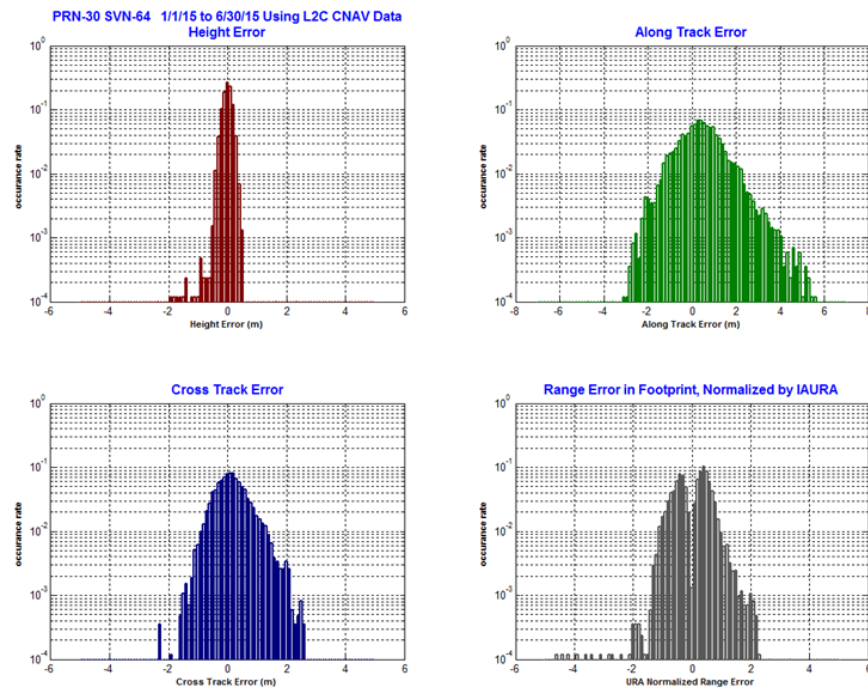 PRN-30 SVN-64 1/1/15 to 6/30/15 Using L2C CNAV Data
Height Error
10^0
10^-1
10^-2
10^-3
10^-4
occurance rate
-6 -4 -2 0 2 4 6
Height Error (m)
Along Track Error
10^0
10^-1
10^-2
10^-3
10^-4
occurance rate
-8 -6 -4 -2 0 2 4 6 8
Along Track Error (m)
Cross Track Error
10^0
10^-1
10^-2
10^-3
10^-4
occurance rate
-6 -4 -2 0 2 4 6
Cross Track Error (m)
Range Error in Footprint, Normalized by IAURA
10^0
10^-1
10^-2
10^-3
10^-4
occurance rate
-6 -4 -2 0 2 4 6
URA Normalized Range Error